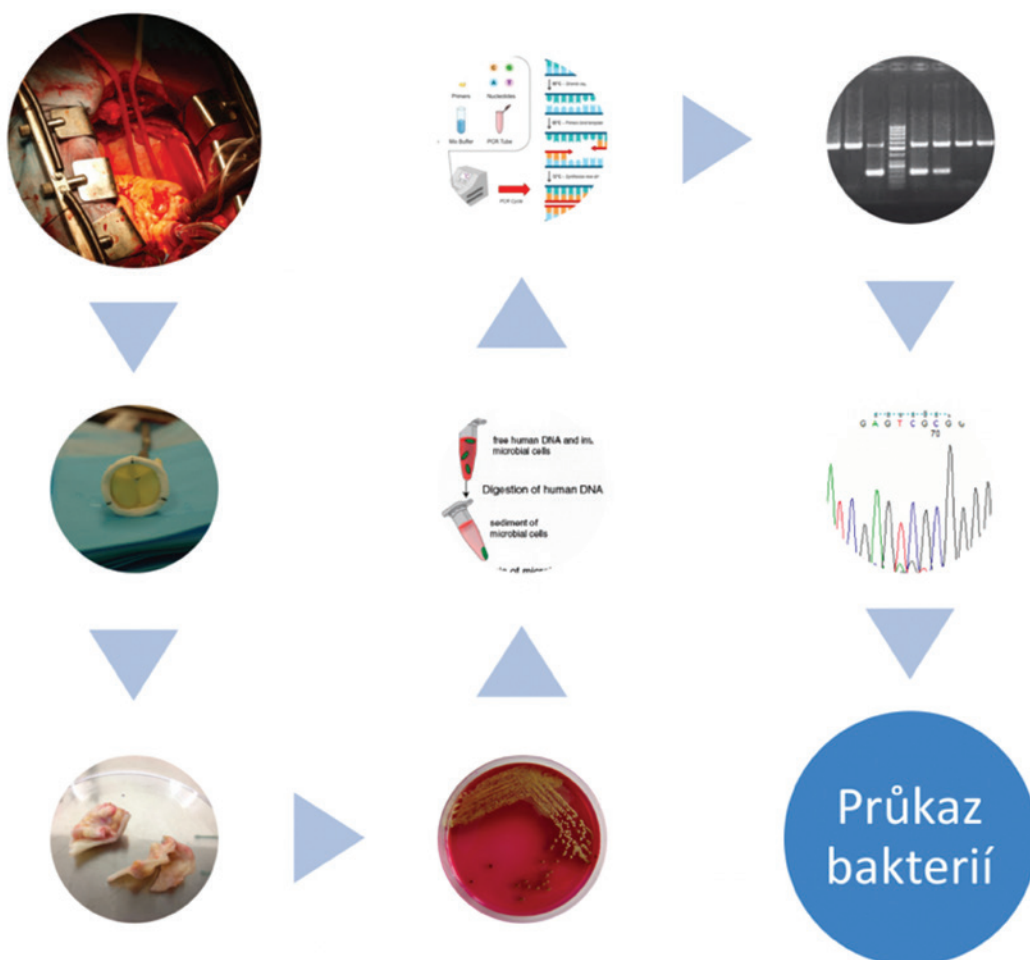 Primers
Nucleotides
Mix Buffer
PCR Tube
PCR Cycle
free human DNA and
microbial cells
Digestion of human DNA
sediment of
microbial cells
G A G T C G C G
70
Průkaz
bakterií